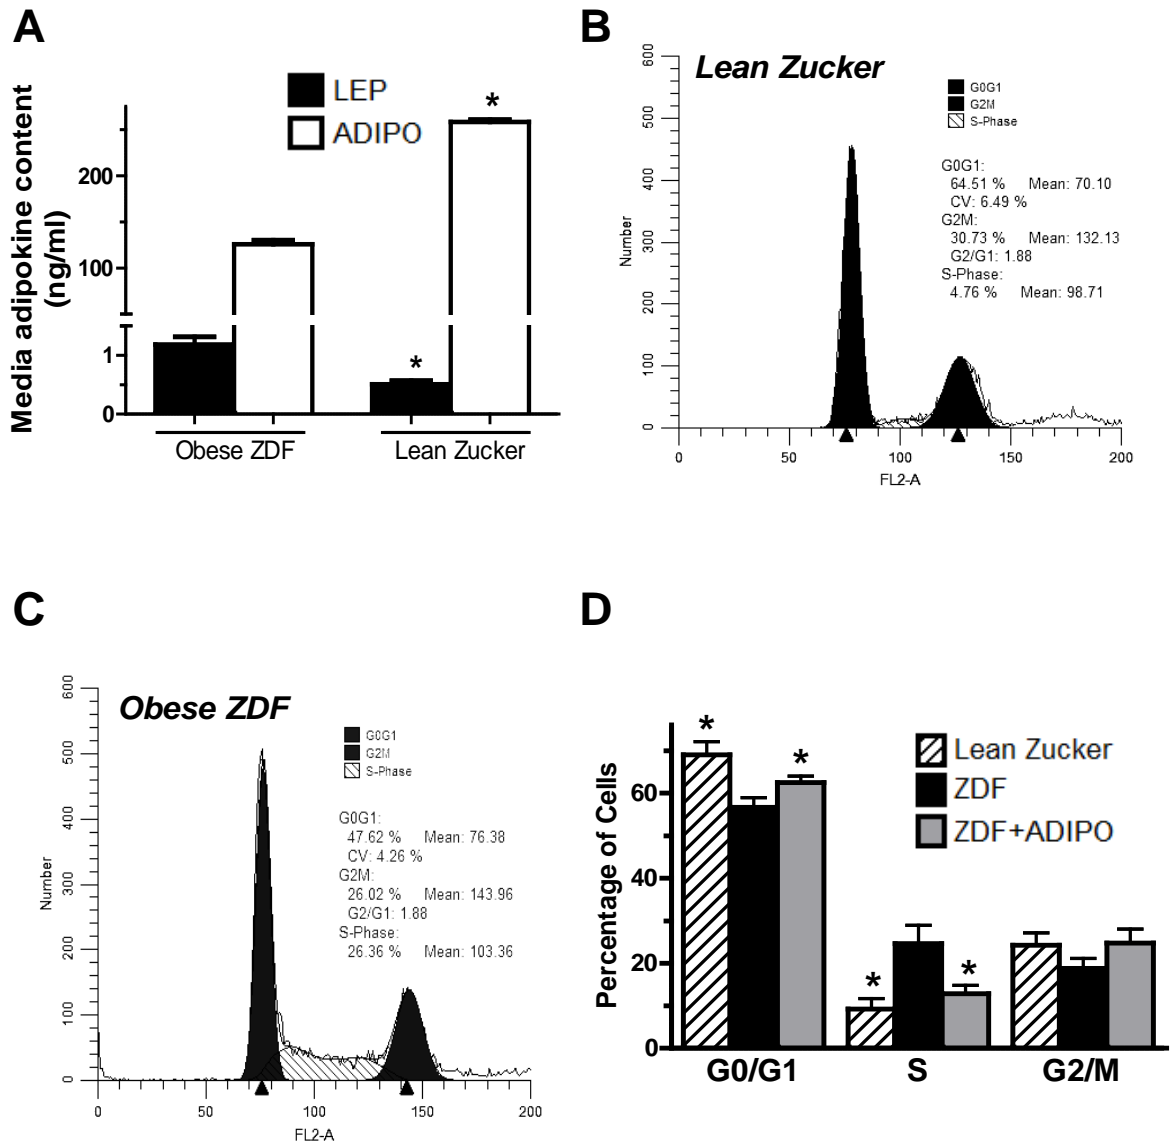 A
LEP
ADIPO
*
*
Media adipokine content
(ng/ml)
200
100
1
0
Obese ZDF
Lean Zucker
B
Lean Zucker
G0G1
G2M
S-Phase
G0G1:
64.51 % Mean: 70.10
CV: 6.49 %
G2M:
30.73 % Mean: 132.13
G2/G1: 1.88
S-Phase:
4.76 % Mean: 98.71
Number
600
500
400
300
200
100
0
0 50 100 150 200
FL2-A
C
Obese ZDF
G0G1
G2M
S-Phase
G0G1:
47.62 % Mean: 76.38
CV: 4.26 %
G2M:
26.02 % Mean: 143.96
G2/G1: 1.88
S-Phase:
26.36 % Mean: 103.36
Number
600
500
400
300
200
100
0
0 50 100 150 200
FL2-A
D
Lean Zucker
ZDF
ZDF+ADIPO
*
*
*
*
Percentage of Cells
60
40
20
0
G0/G1 S G2/M